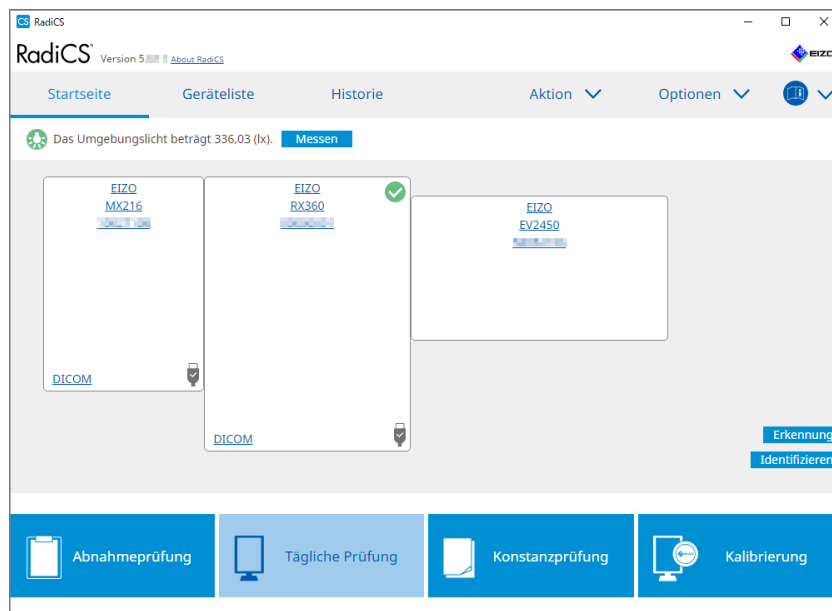 CS RadiCS
RadiCS Version 5. About RadiCS
EIZO
Startseite Geräteliste Historie Aktion Optionen
Das Umgebungslicht beträgt 336,03 (lx). Messen
EIZO
MX216
DICOM
EIZO
RX360
DICOM
EIZO
EV2450
Erkennung
Identifizieren
Abnahmeprüfung Tägliche Prüfung Konstanzprüfung Kalibrierung